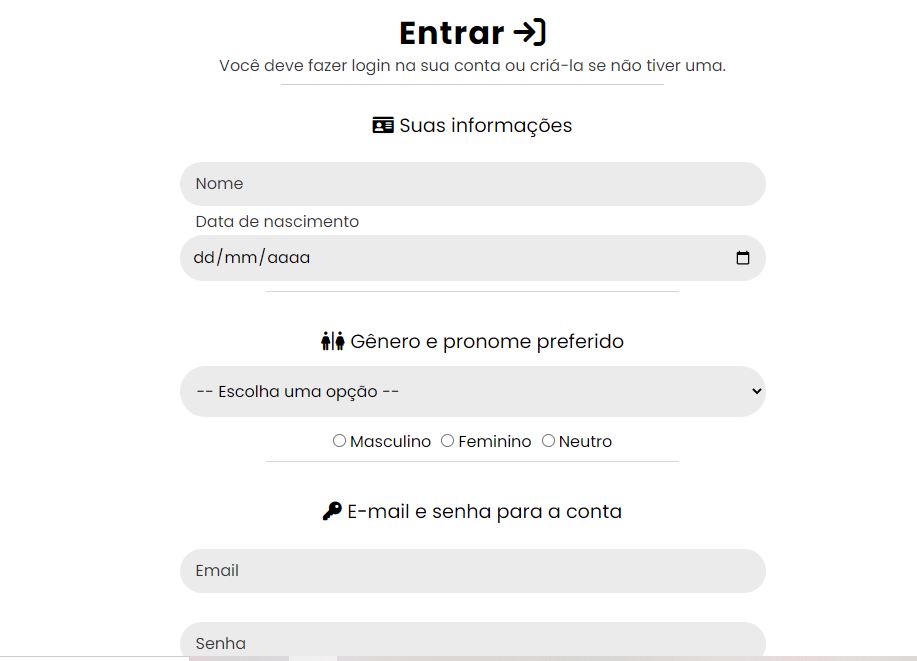 Entrar
Você deve fazer login na sua conta ou criá-la se não tiver uma.
Suas informações
Nome
Data de nascimento
dd/mm/aaaa
Gênero e pronome preferido
-- Escolha uma opção --
Masculino Feminino Neutro
E-mail e senha para a conta
Email
Senha